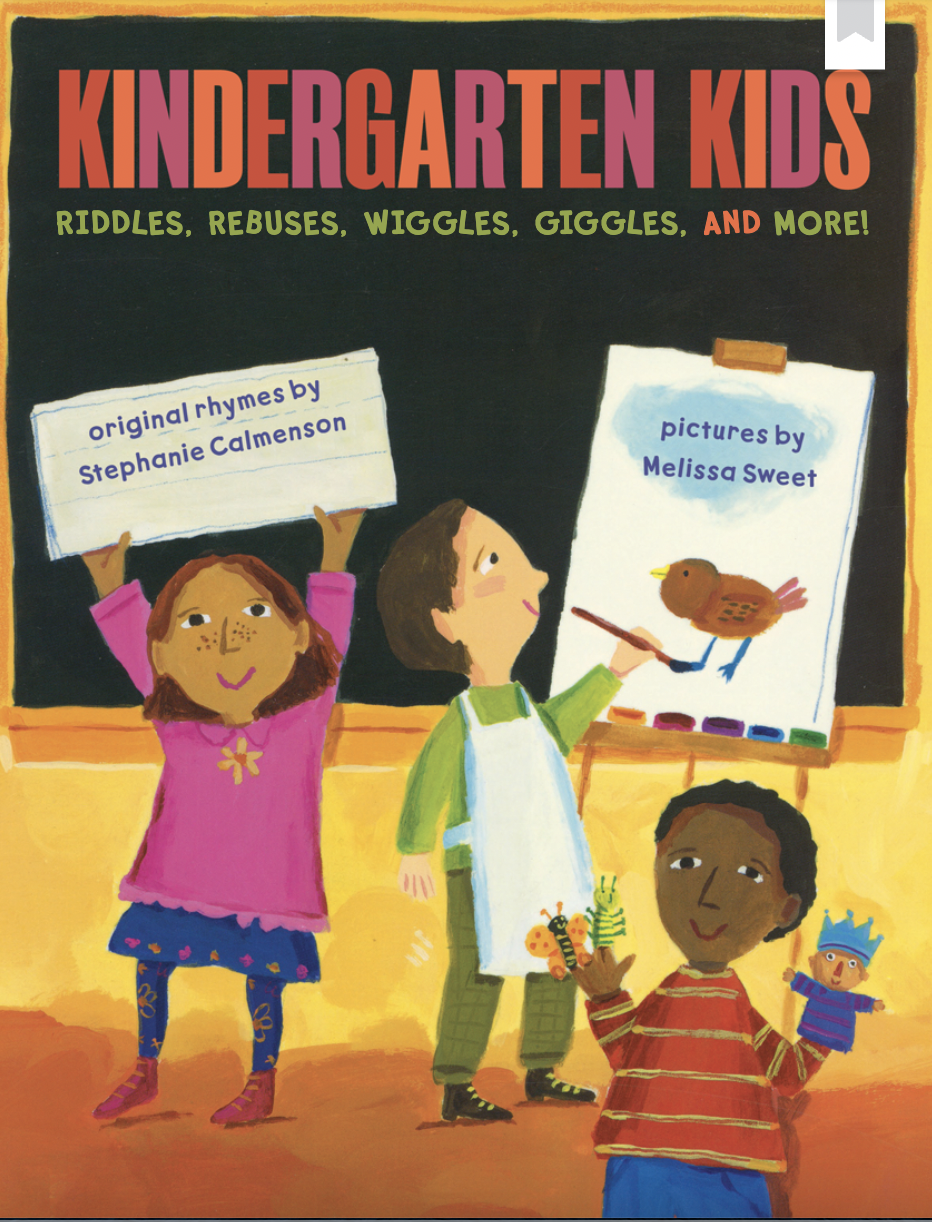 KINDERGARTEN KIDS
RIDDLES, REBUSES, WIGGLES, GIGGLES, AND MORE!
original rhymes by
Stephanie Calmenson
pictures by
Melissa Sweet